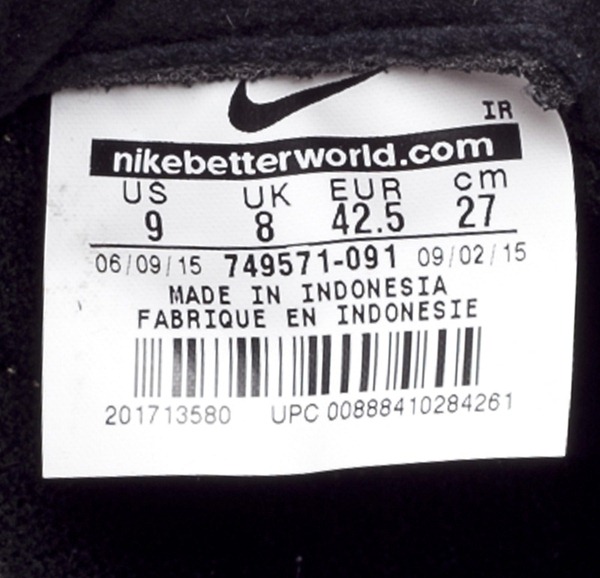 IR
nikebetterworld.com
US UK EUR cm
9 8 42.5 27
06/09/15 749571-091 09/02/15
MADE IN INDONESIA
FABRIQUE EN INDONESIE
201713580 UPC 00888410284261